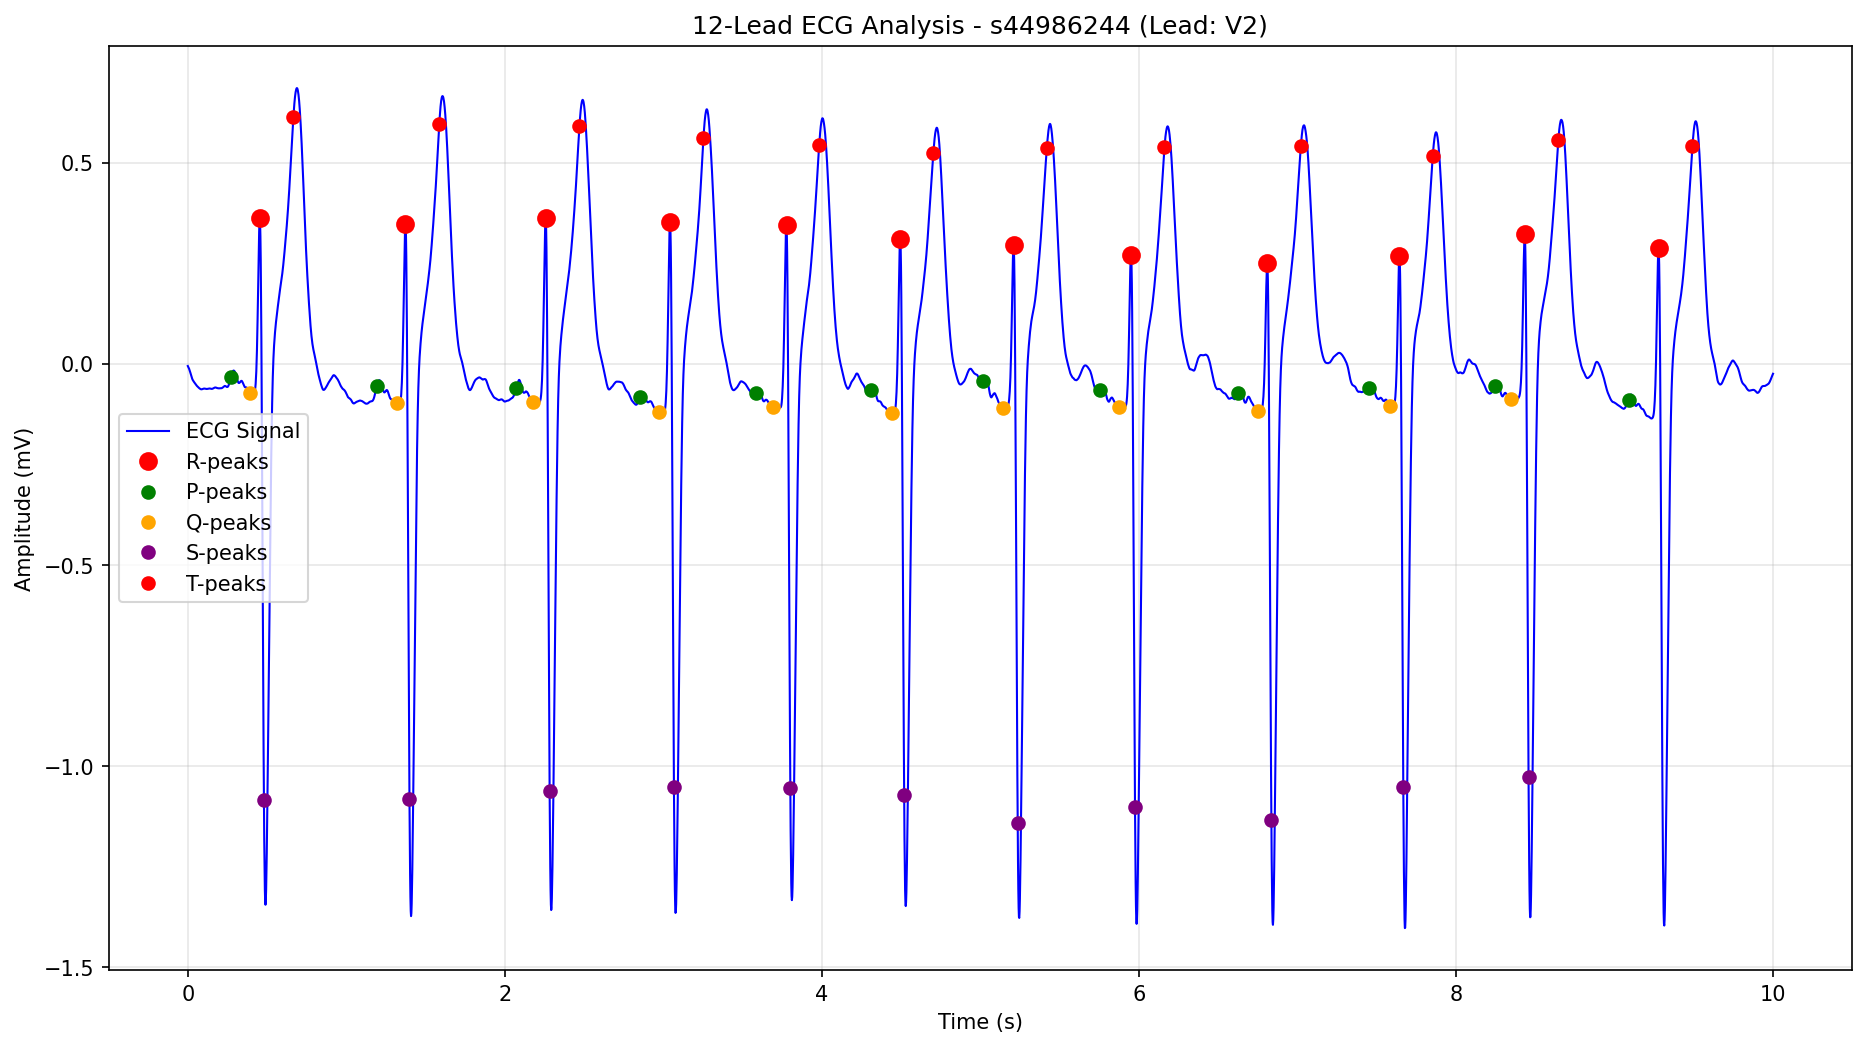 12-Lead ECG Analysis - s44986244 (Lead: V2)
Amplitude (mV)
0.5
0.0
−0.5
−1.0
−1.5
ECG Signal
R-peaks
P-peaks
Q-peaks
S-peaks
T-peaks
0 2 4 6 8 10
Time (s)